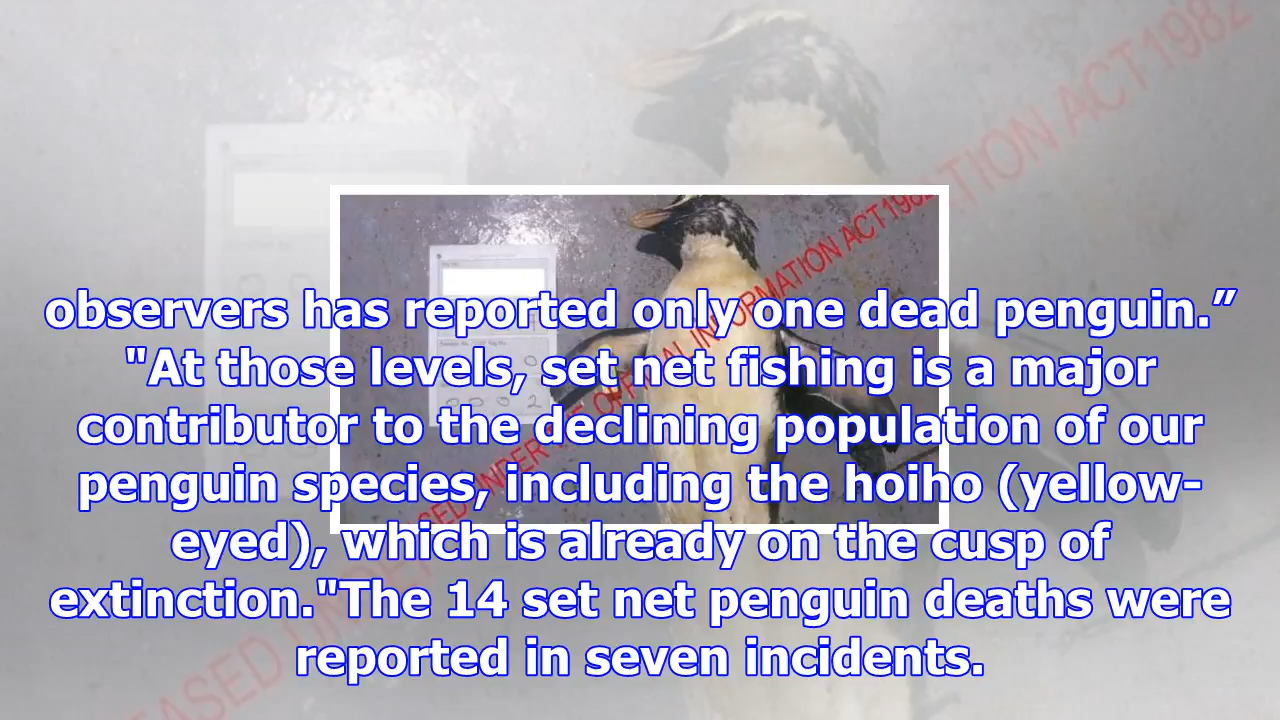 observers has reported only one dead penguin.”
"At those levels, set net fishing is a major
contributor to the declining population of our
penguin species, including the hoiho (yellow-
eyed), which is already on the cusp of
extinction."The 14 set net penguin deaths were
reported in seven incidents.